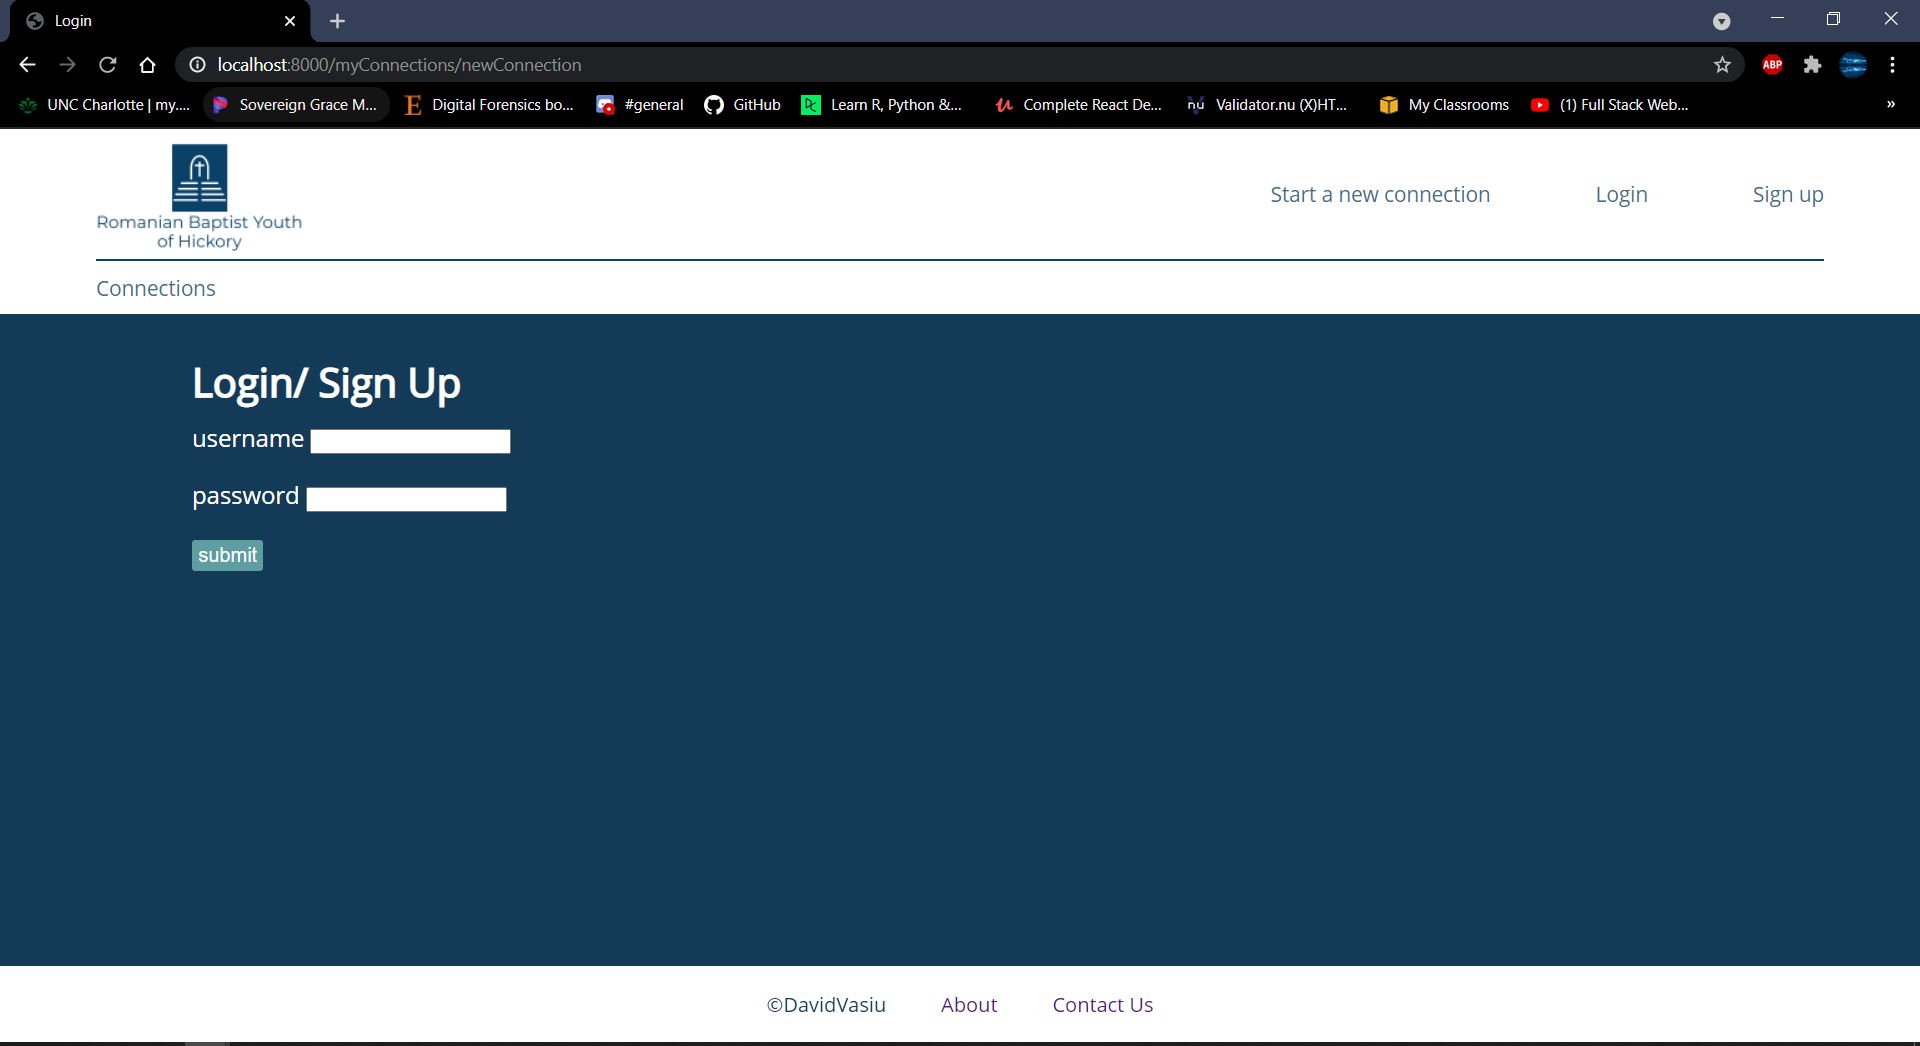 Login
localhost:8000/myConnections/newConnection
ABP
UNC Charlotte | my....
Sovereign Grace M...
E Digital Forensics bo...
#general
GitHub
Learn R, Python &...
Complete React De...
nu Validator.nu (X)HT...
My Classrooms
(1) Full Stack Web...
»
Romanian Baptist Youth
of Hickory
Start a new connection
Login
Sign up
Connections
Login/ Sign Up
username
password
submit
©DavidVasiu
About
Contact Us